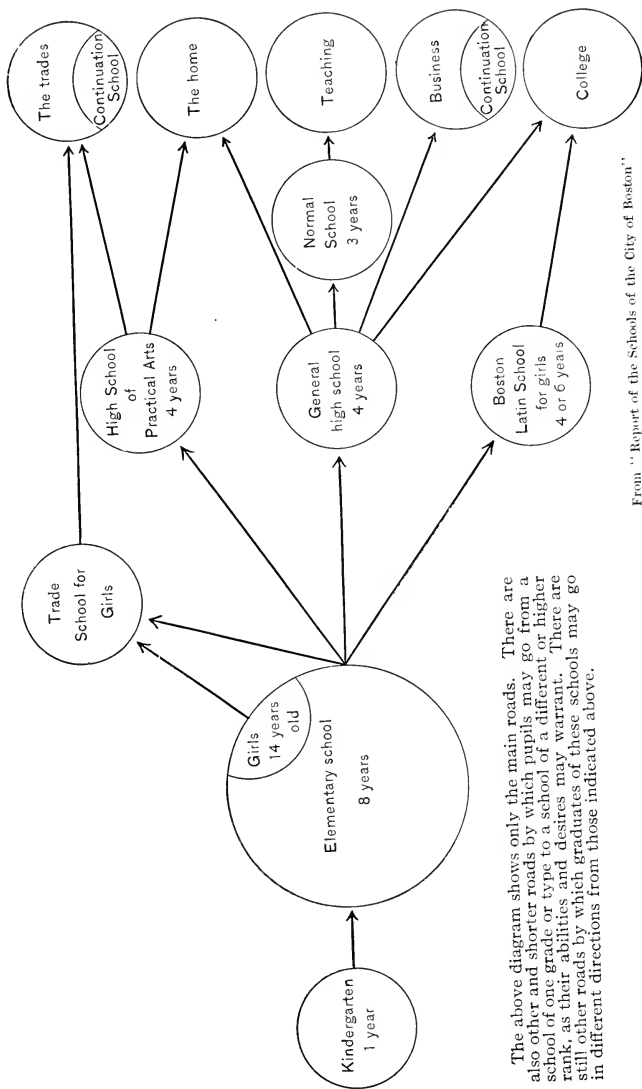 Kindergarten
1 year
Girls
14 years
old
Elementary school
8 years
Trade
School for
Girls
High School
of
Practical Arts
4 years
General
high school
4 years
Boston
Latin School
for girls
4 or 6 years
Normal
School
3 years
The trades
Continuation
School
The home
Teaching
Business
Continuation
School
College
The above diagram shows only the main roads. There are
also other and shorter roads by which pupils may go from a
school of one grade or type to a school of a different or higher
rank, as their abilities and desires may warrant. There are
still other roads by which graduates of these schools may go
in different directions from those indicated above.
From "Report of the Schools of the City of Boston"